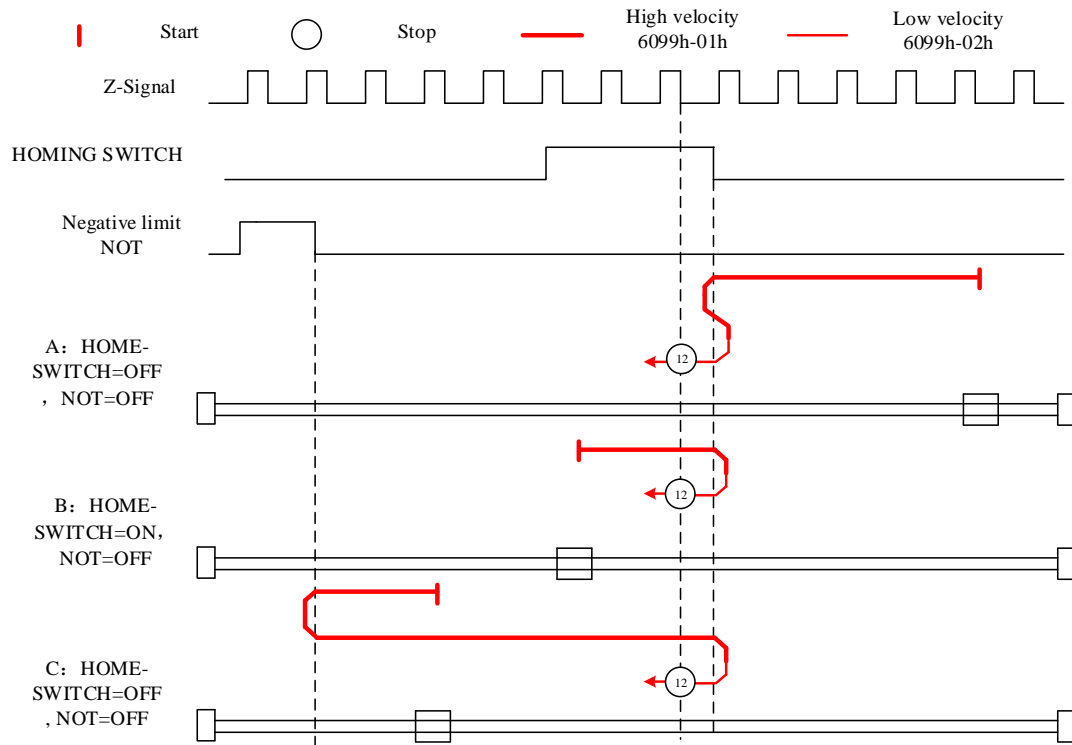 Start
Stop
High velocity
6099h-01h
Low velocity
6099h-02h
Z-Signal
HOMING SWITCH
Negative limit
NOT
A：HOME-
SWITCH=OFF
，NOT=OFF
12
B：HOME-
SWITCH=ON，
NOT=OFF
12
C：HOME-
SWITCH=OFF
, NOT=OFF
12